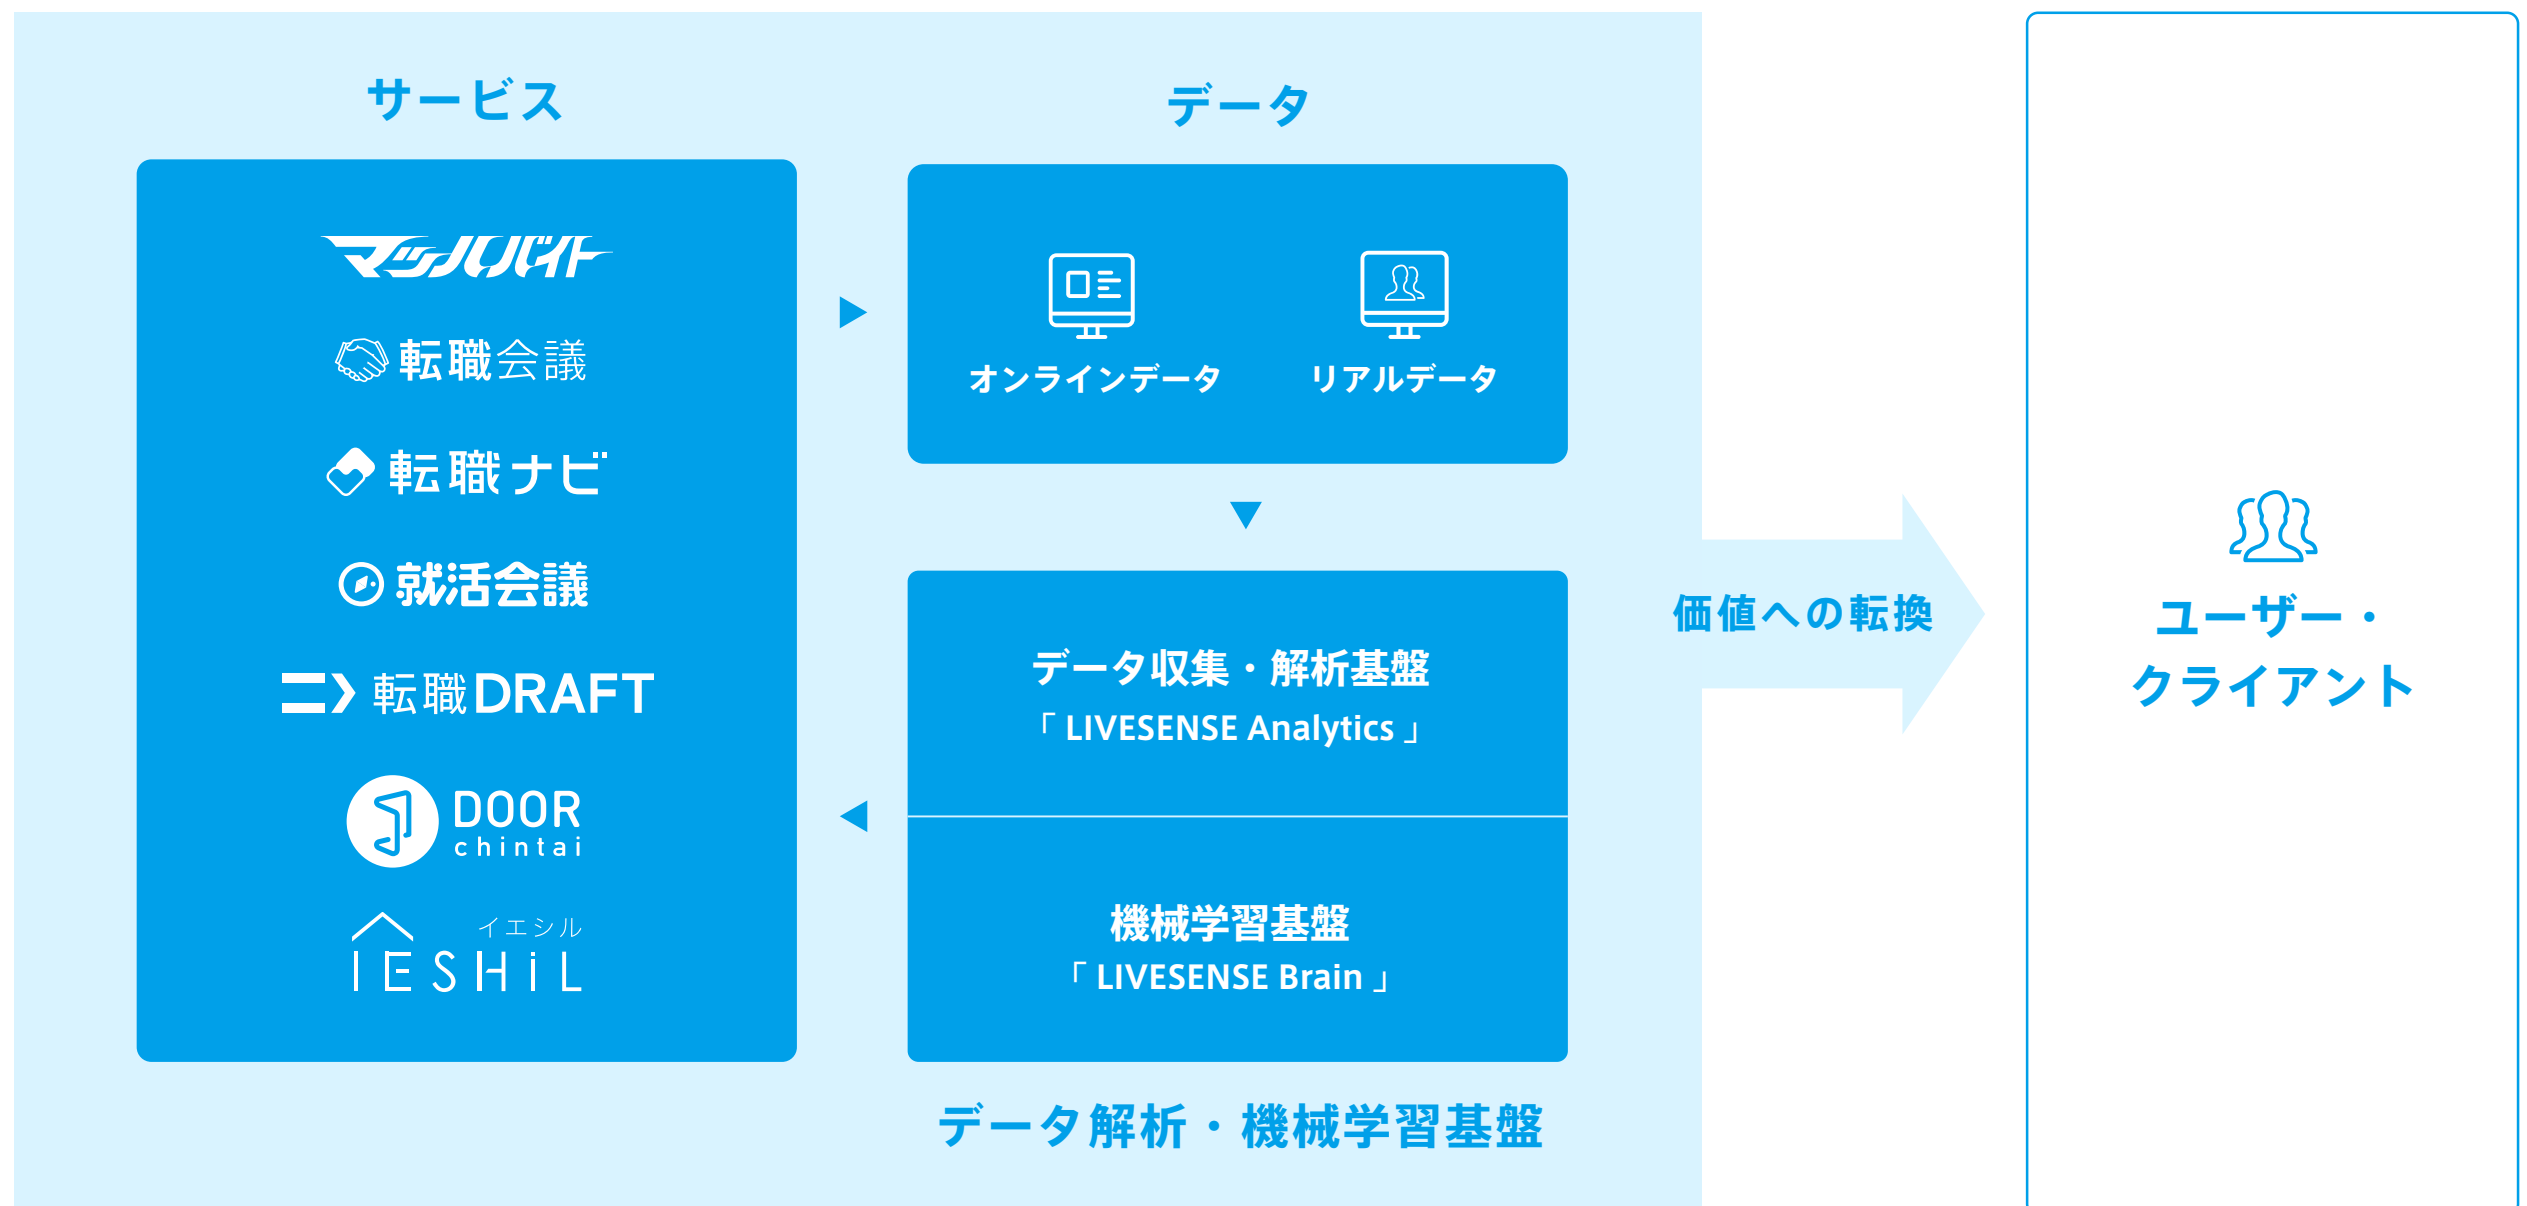 サービス
マッハバイト
転職会議
転職ナビ
就活会議
転職DRAFT
DOOR
chintai
イエシル
IESHiL
データ
オンラインデータ
リアルデータ
データ収集・解析基盤
「 LIVESENSE Analytics 」
機械学習基盤
「 LIVESENSE Brain 」
データ解析・機械学習基盤
価値への転換
ユーザー・
クライアント